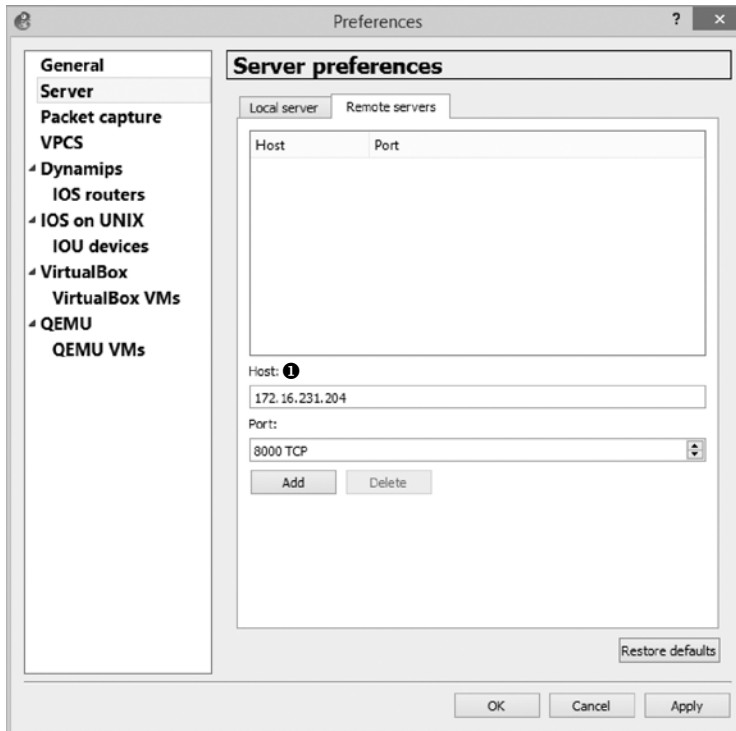 Preferences
?
×
General
Server
Packet capture
VPCS
Dynamips
IOS routers
IOS on UNIX
IOU devices
VirtualBox
VirtualBox VMs
QEMU
QEMU VMs
Server preferences
Local server
Remote servers
Host Port
Host: ❶
172.16.231.204
Port:
8000 TCP
Add
Delete
Restore defaults
OK
Cancel
Apply